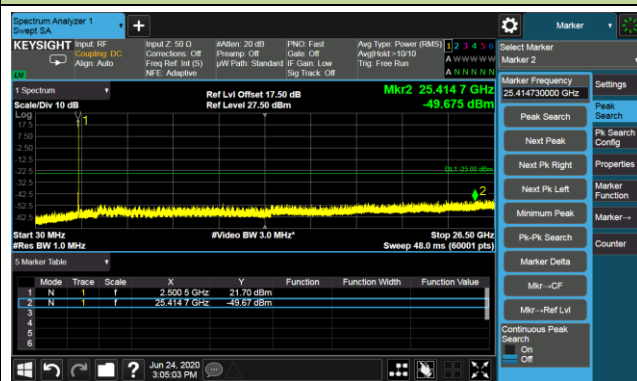 Spectrum Analyzer 1
Swept SA
+
Marker
KEYSIGHT
Input: RF
Coupling: DC
Align: Auto
Input Z: 50 Ω
Corrections: Off
Freq Ref: Int (S)
NFE: Adaptive
#Atten: 20 dB
Preamp: Off
µW Path: Standard
PNO: Fast
Gate: Off
IF Gain: Low
Sig Track: Off
Avg Type: Power (RMS)
Avg|Hold:>10/10
Trig: Free Run
1 2 3 4 5 6
A W W W W W
A N N N N N
LXI
Select Marker
Marker 2
1 Spectrum
Scale/Div 10 dB
Ref Lvl Offset 17.50 dB
Ref Level 27.50 dBm
Mkr2 25.414 7 GHz
-49.675 dBm
Log
17.5
7.50
-2.50
-12.5
-22.5
-32.5
-42.5
-52.5
-62.5
1
DL1 -25.00 dBm
2
Start 30 MHz
#Res BW 1.0 MHz
#Video BW 3.0 MHz*
Stop 26.50 GHz
Sweep 48.0 ms (60001 pts)
5 Marker Table
Mode Trace Scale X Y Function Function Width Function Value
1 N 1 f 2.500 5 GHz 21.70 dBm
2 N 1 f 25.414 7 GHz -49.67 dBm
3
4
5
6
Marker Frequency
25.414730000 GHz
Peak Search
Next Peak
Next Pk Right
Next Pk Left
Minimum Peak
Pk-Pk Search
Marker Delta
Mkr→CF
Mkr→Ref Lvl
Continuous Peak
Search
On
Off
Settings
Peak
Search
Pk Search
Config
Properties
Marker
Function
Marker→
Counter
?
Jun 24, 2020
3:05:03 PM